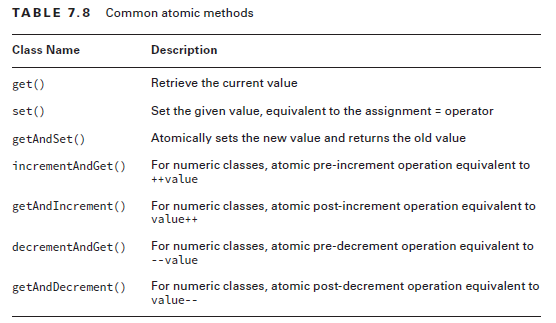 TABLE 7.8 Common atomic methods
Class Name Description
get() Retrieve the current value
set() Set the given value, equivalent to the assignment = operator
getAndSet() Atomically sets the new value and returns the old value
incrementAndGet() For numeric classes, atomic pre-increment operation equivalent to
++value
getAndIncrement() For numeric classes, atomic post-increment operation equivalent to
value++
decrementAndGet() For numeric classes, atomic pre-decrement operation equivalent to
--value
getAndDecrement() For numeric classes, atomic post-decrement operation equivalent to
value--